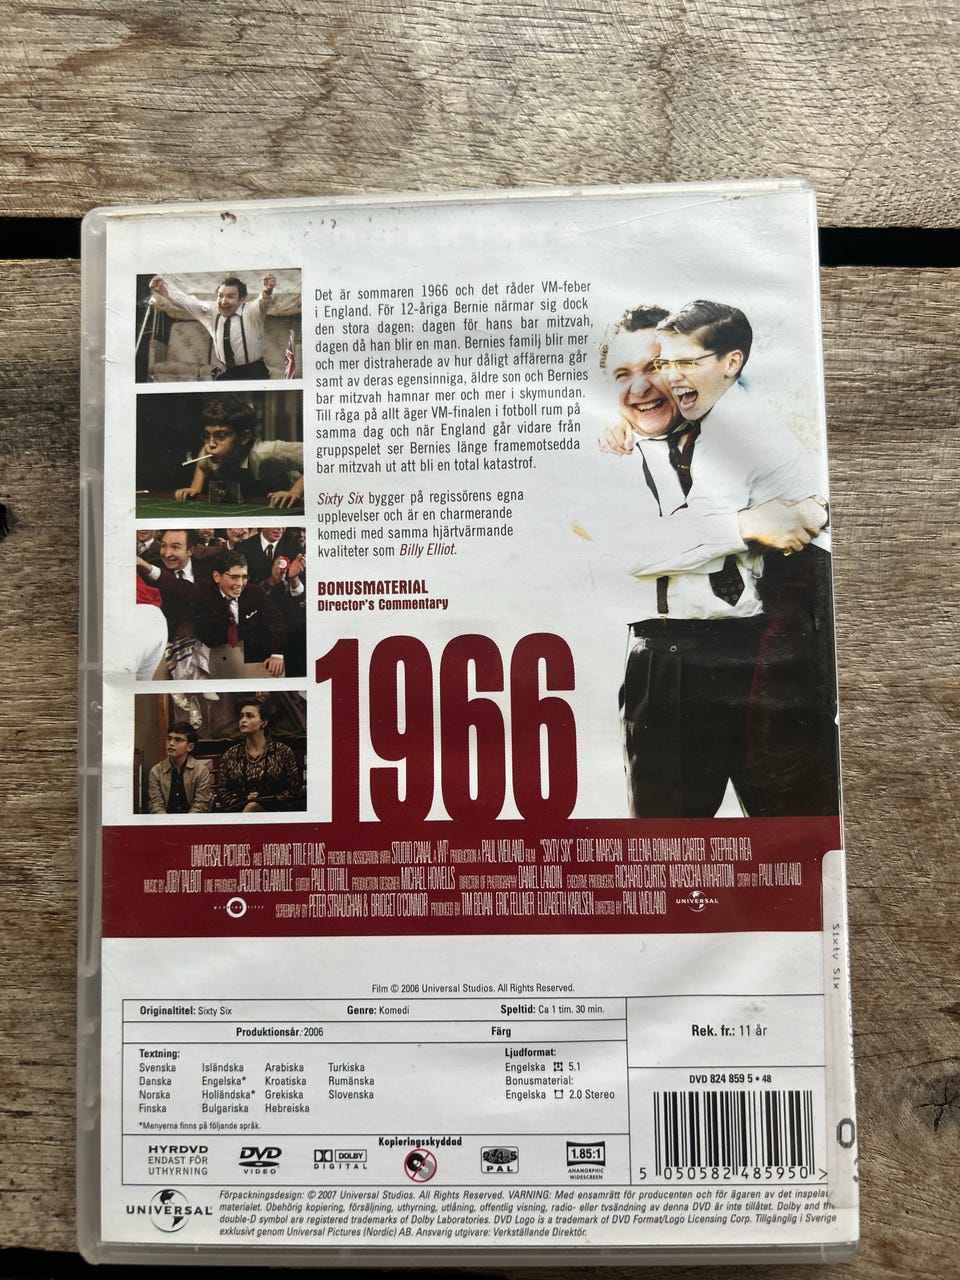 Det är sommaren 1966 och det råder VM-feber
i England. För 12-åriga Bernie närmar sig dock
den stora dagen: dagen för hans bar mitzvah,
dagen då han blir en man. Bernies familj blir mer
och mer distraherade av hur dåligt affärerna går
samt av deras egensinniga, äldre son och Bernies
bar mitzvah hamnar mer och mer i skymundan.
Till råga på allt äger VM-finalen i fotboll rum på
samma dag och när England går vidare från
gruppspelet ser Bernies länge framemotsedda
bar mitzvah ut att bli en total katastrof.
Sixty Six bygger på regissörens egna
upplevelser och är en charmerande
komedi med samma hjärtvärmande
kvaliteter som Billy Elliot.
BONUSMATERIAL
Director's Commentary
1966
UNIVERSAL PICTURES AND WORKING TITLE FILMS PRESENT IN ASSOCIATION WITH STUDIO CANAL A WT² PRODUCTION A PAUL WEILAND FILM "SIXTY SIX" EDDIE MARSAN HELENA BONHAM CARTER STEPHEN REA
MUSIC BY JOBY TALBOT LINE PRODUCER JACQUIE GLANVILLE EDITOR PAUL TOTHILL PRODUCTION DESIGNER MICHAEL HOWELLS DIRECTOR OF PHOTOGRAPHY DANIEL LANDIN EXECUTIVE PRODUCERS RICHARD CURTIS NATASCHA WHARTON STORY BY PAUL WEILAND
WORKING TITLE SCREENPLAY BY PETER STRAUGHAN & BRIDGET O'CONNOR PRODUCED BY TIM BEVAN ERIC FELLNER ELIZABETH KARLSEN DIRECTED BY PAUL WEILAND UNIVERSAL
Sixty Six
Film © 2006 Universal Studios. All Rights Reserved.
Originaltitel: Sixty Six Genre: Komedi Speltid: Ca 1 tim. 30 min.
Produktionsår: 2006 Färg
Rek. fr.: 11 år
Textning:
Svenska Isländska Arabiska Turkiska
Danska Engelska* Kroatiska Rumänska
Norska Holländska* Grekiska Slovenska
Finska Bulgariska Hebreiska
*Menyerna finns på följande språk.
Ljudformat:
Engelska 5.1
Bonusmaterial:
Engelska 2.0 Stereo
DVD 824 859 5 • 48
5 050582 485950 >
0
HYRDVD
ENDAST FÖR
UTHYRNING
DVD
VIDEO
DOLBY
DIGITAL
Kopieringsskyddad
2•4•5
PAL
1.85:1
ANAMORPHIC
WIDESCREEN
UNIVERSAL
Förpackningsdesign: © 2007 Universal Studios. All Rights Reserved. VARNING: Med ensamrätt för producenten och för ägaren av det inspelade
materialet. Obehörig kopiering, försäljning, uthyrning, utlåning, offentlig visning, radio- eller tvsändning av denna DVD är inte tillåtet. Dolby and the
double-D symbol are registered trademarks of Dolby Laboratories. DVD Logo is a trademark of DVD Format/Logo Licensing Corp. Tillgänglig i Sverige
exklusivt genom Universal Pictures (Nordic) AB. Ansvarig utgivare: Verkställande Direktör.